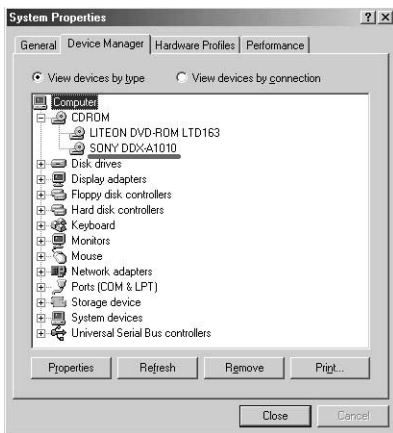 System Properties
? X
General Device Manager Hardware Profiles Performance
View devices by type View devices by connection
Computer
CDROM
LITEON DVD-ROM LTD163
SONY DDX-A1010
Disk drives
Display adapters
Floppy disk controllers
Hard disk controllers
Keyboard
Monitors
Mouse
Network adapters
Ports (COM & LPT)
Storage device
System devices
Universal Serial Bus controllers
Properties Refresh Remove Print...
Close Cancel